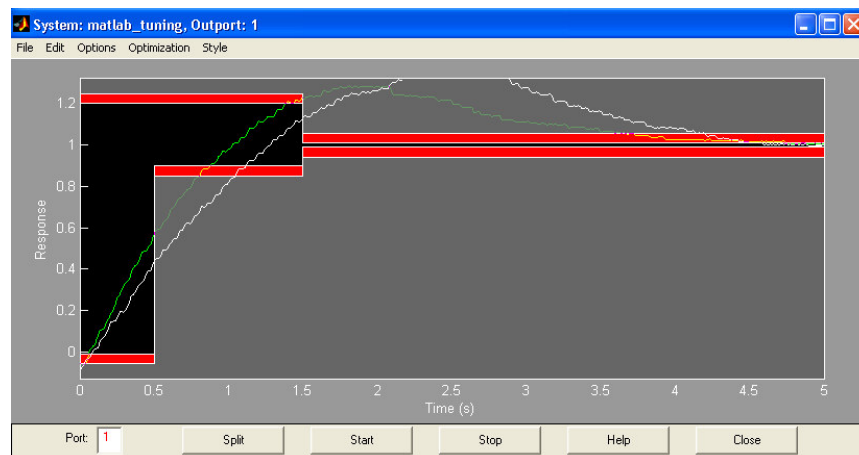 System: matlab_tuning, Outport: 1
File Edit Options Optimization Style
1.2
1
0.8
0.6
0.4
0.2
0
Response
0 0.5 1 1.5 2 2.5 3 3.5 4 4.5 5
Time (s)
Port: 1 Split Start Stop Help Close